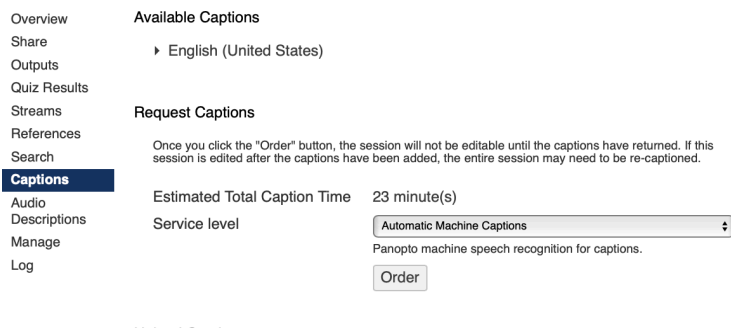 Overview
Share
Outputs
Quiz Results
Streams
References
Search
Captions
Audio
Descriptions
Manage
Log
Available Captions
English (United States)
Request Captions
Once you click the "Order" button, the session will not be editable until the captions have returned. If this
session is edited after the captions have been added, the entire session may need to be re-captioned.
Estimated Total Caption Time 23 minute(s)
Service level Automatic Machine Captions
Panopto machine speech recognition for captions.
Order